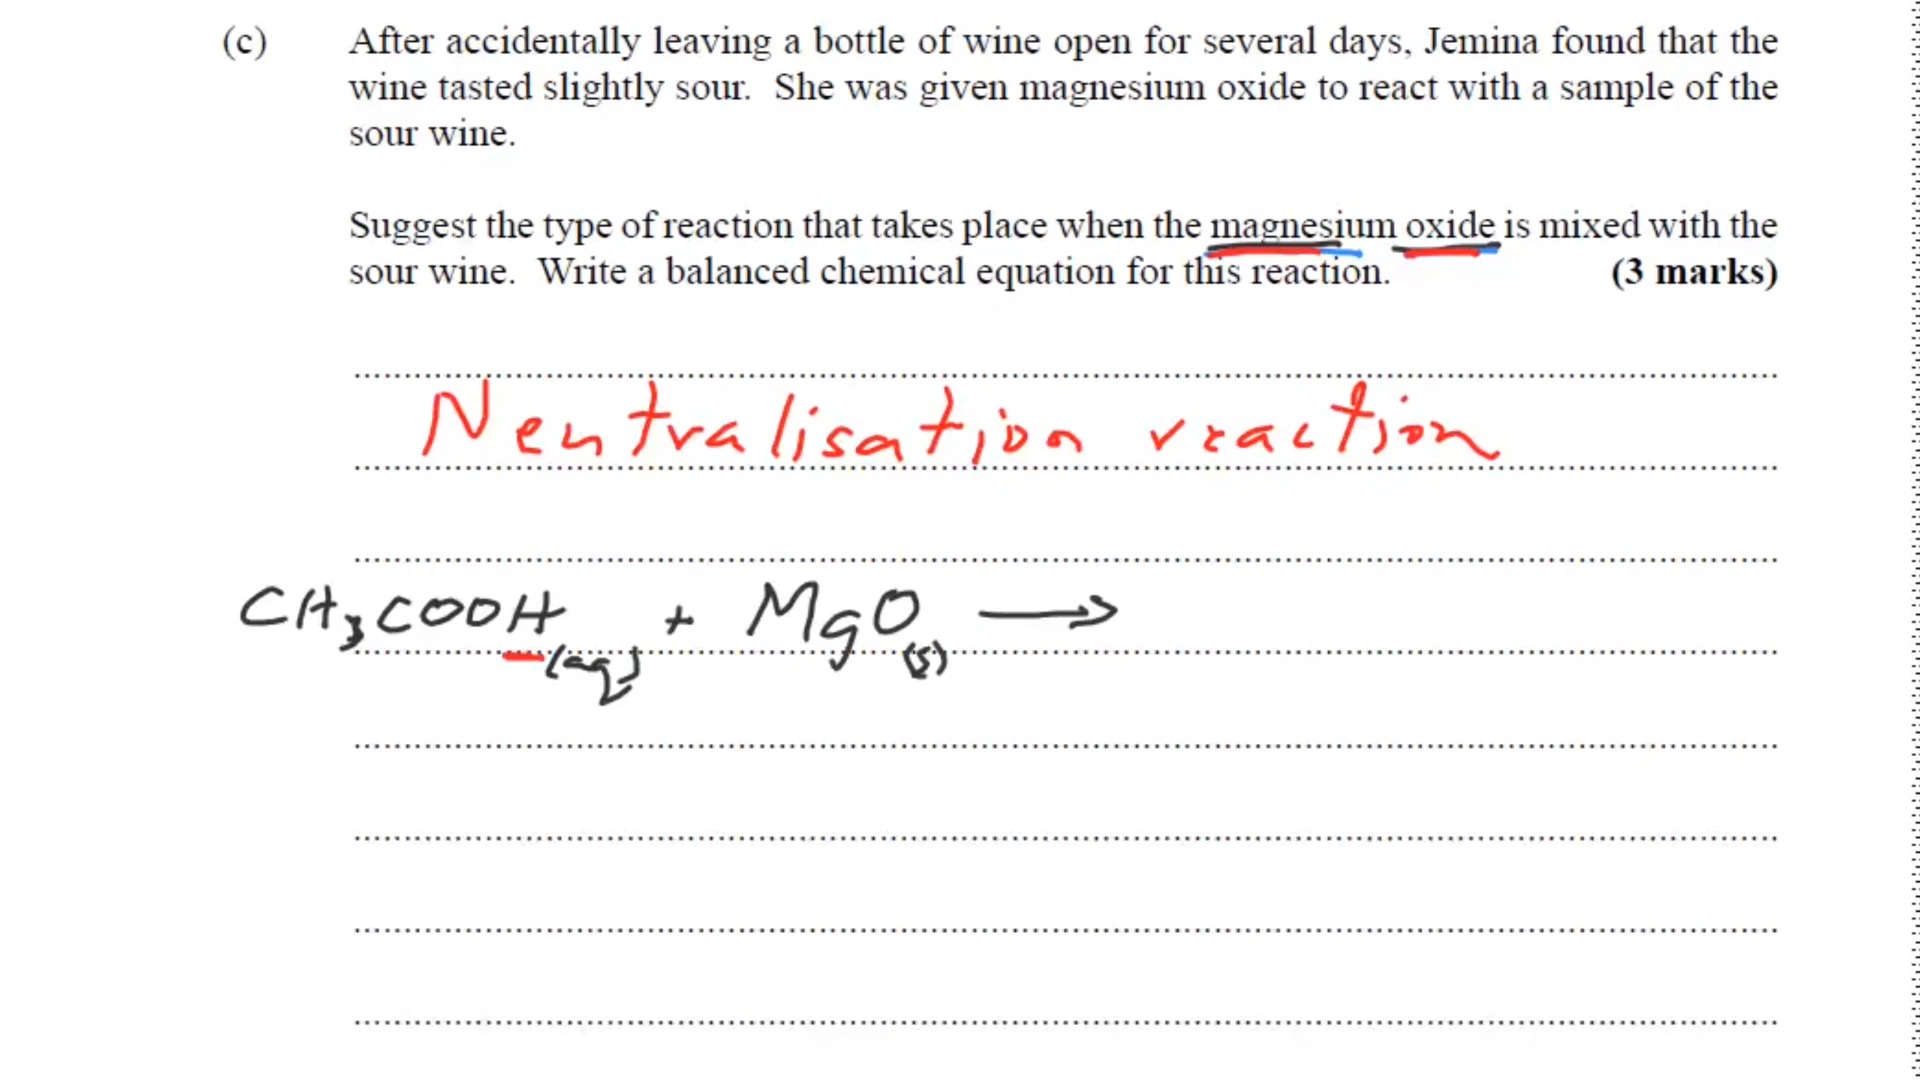 (c) After accidentally leaving a bottle of wine open for several days, Jemina found that the
wine tasted slightly sour. She was given magnesium oxide to react with a sample of the
sour wine.
Suggest the type of reaction that takes place when the magnesium oxide is mixed with the
sour wine. Write a balanced chemical equation for this reaction. (3 marks)
Neutralisation reaction
CH₃COOH(aq) + MgO(s) ⟶